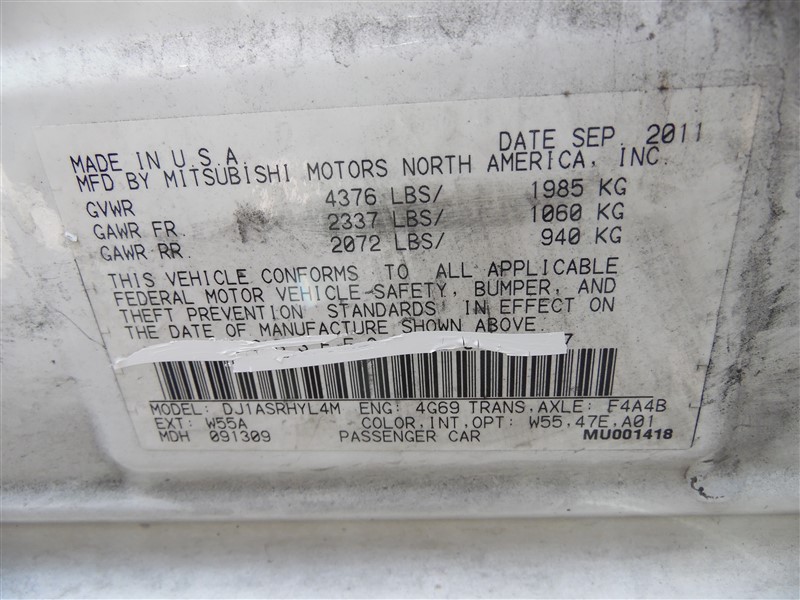 MADE IN U.S.A. DATE SEP. 2011
MFD BY MITSUBISHI MOTORS NORTH AMERICA, INC.
GVWR 4376 LBS/ 1985 KG
GAWR FR. 2337 LBS/ 1060 KG
GAWR RR. 2072 LBS/ 940 KG
THIS VEHICLE CONFORMS TO ALL APPLICABLE
FEDERAL MOTOR VEHICLE SAFETY, BUMPER, AND
THEFT PREVENTION STANDARDS IN EFFECT ON
THE DATE OF MANUFACTURE SHOWN ABOVE.
MODEL: DJ1ASRHYL4M ENG: 4G69 TRANS.AXLE: F4A4B
EXT: W55A COLOR.INT.OPT: W55.47E.A01
MDH 091309 PASSENGER CAR MU001418